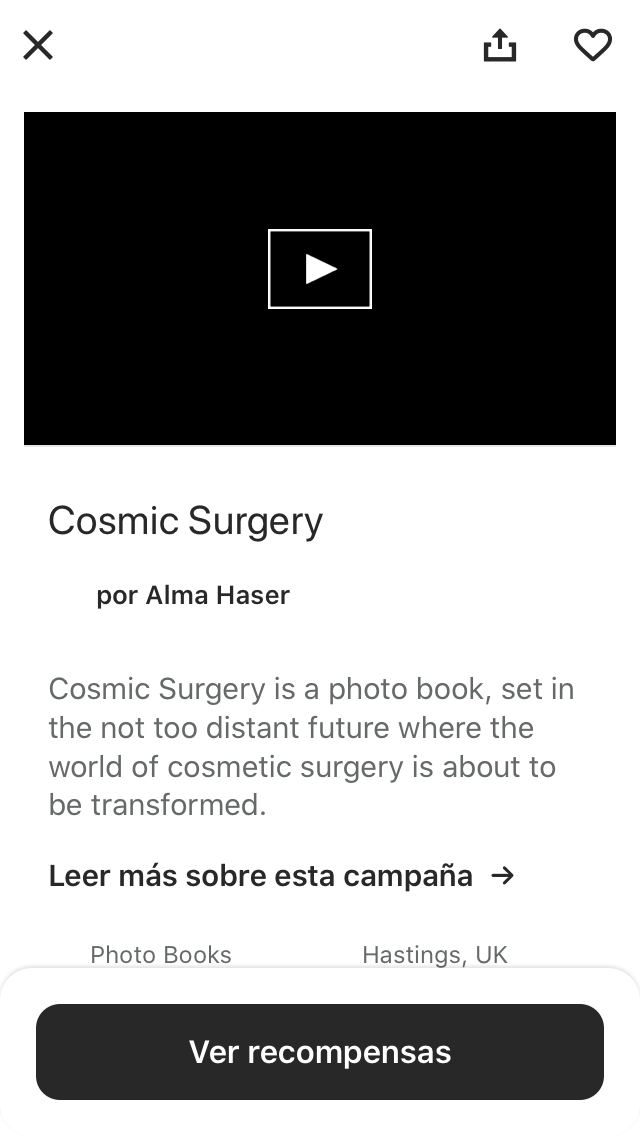 Cosmic Surgery
por Alma Haser
Cosmic Surgery is a photo book, set in
the not too distant future where the
world of cosmetic surgery is about to
be transformed.
Leer más sobre esta campaña →
Photo Books
Hastings, UK
Ver recompensas